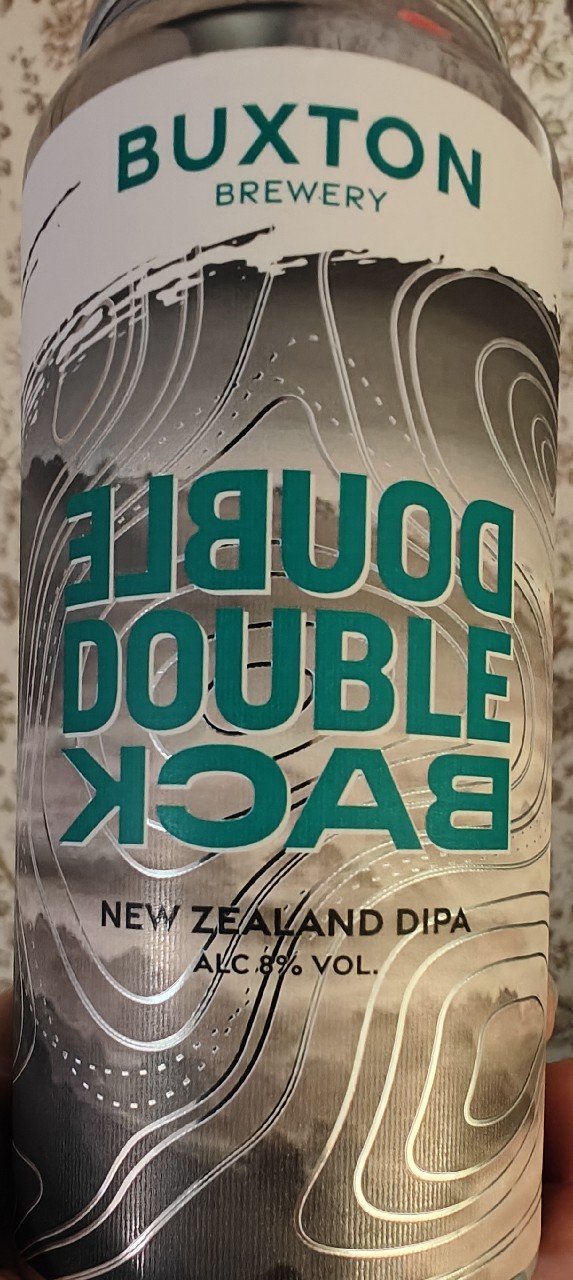 BUXTON
BREWERY
DOUBLE
DOUBLE
BACK
NEW ZEALAND DIPA
ALC 8% VOL.